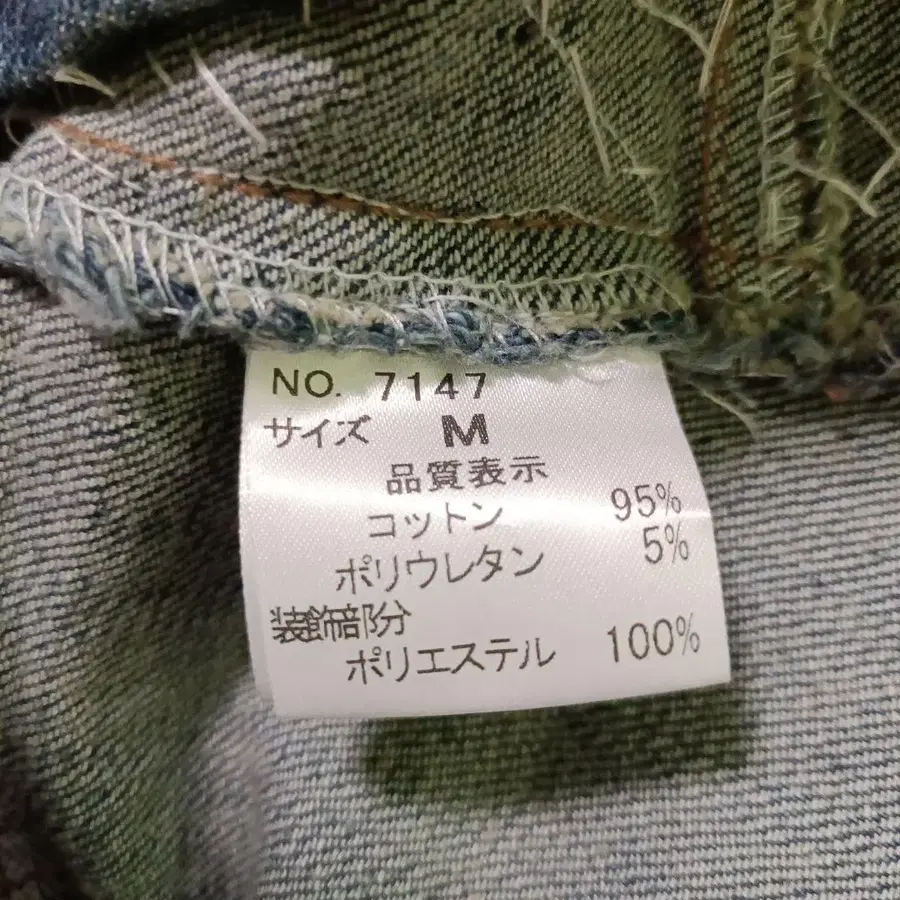 NO. 7147
サイズ M
品質表示
コットン 95%
ポリウレタン 5%
装飾部分
ポリエステル 100%